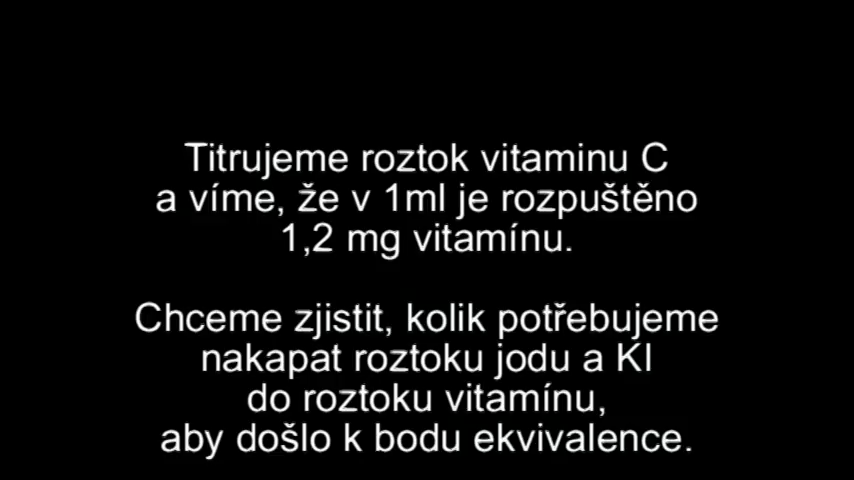 Titrujeme roztok vitaminu C
a víme, že v 1ml je rozpuštěno
1,2 mg vitamínu.
Chceme zjistit, kolik potřebujeme
nakapat roztoku jodu a KI
do roztoku vitamínu,
aby došlo k bodu ekvivalence.